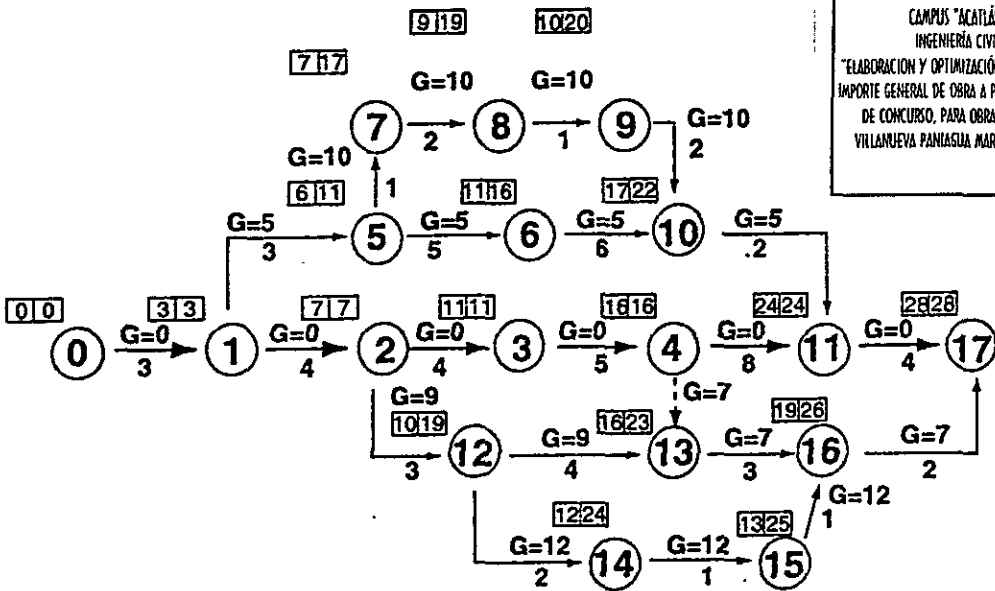 CAMPUS "ACATLÁ
INGENIERÍA CIV
"ELABORACION Y OPTIMIZACIÓN
IMPORTE GENERAL DE OBRA A P
DE CONCURSO, PARA OBRA
VILLANUEVA PANIAGUA MAR
9 19
10 20
7 17
G=10
G=10
7
8
9
G=10
2
1
2
G=10
1
6 11
11 16
17 22
G=5
G=5
G=5
G=5
5
6
10
3
5
6
.2
0 0
3 3
7 7
11 11
16 16
24 24
28 28
G=0
G=0
G=0
G=0
G=0
G=0
0
1
2
3
4
11
17
3
4
4
5
8
4
G=9
G=7
10 19
16 23
19 26
G=9
G=7
G=7
12
13
16
3
4
3
2
G=12
1
12 24
13 25
G=12
G=12
14
15
2
1